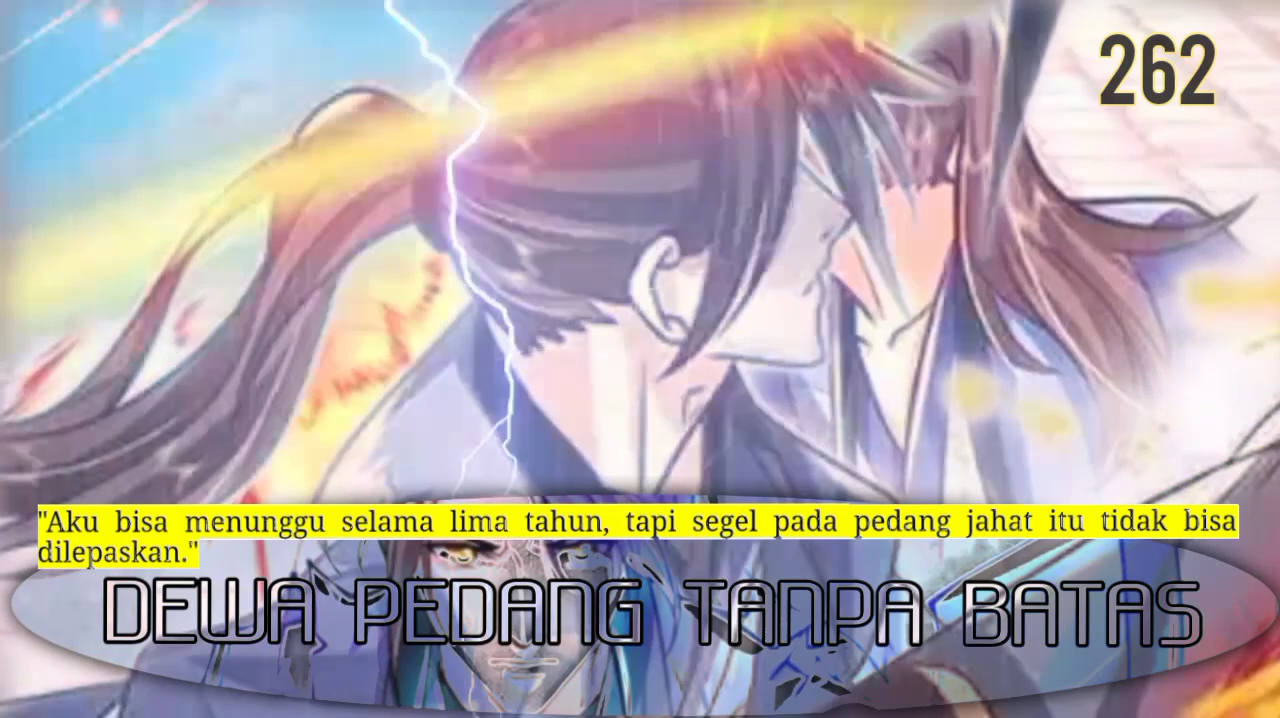 262
"Aku bisa menunggu selama lima tahun, tapi segel pada pedang jahat itu tidak bisa
dilepaskan."
DEWA PEDANG TANPA BATAS